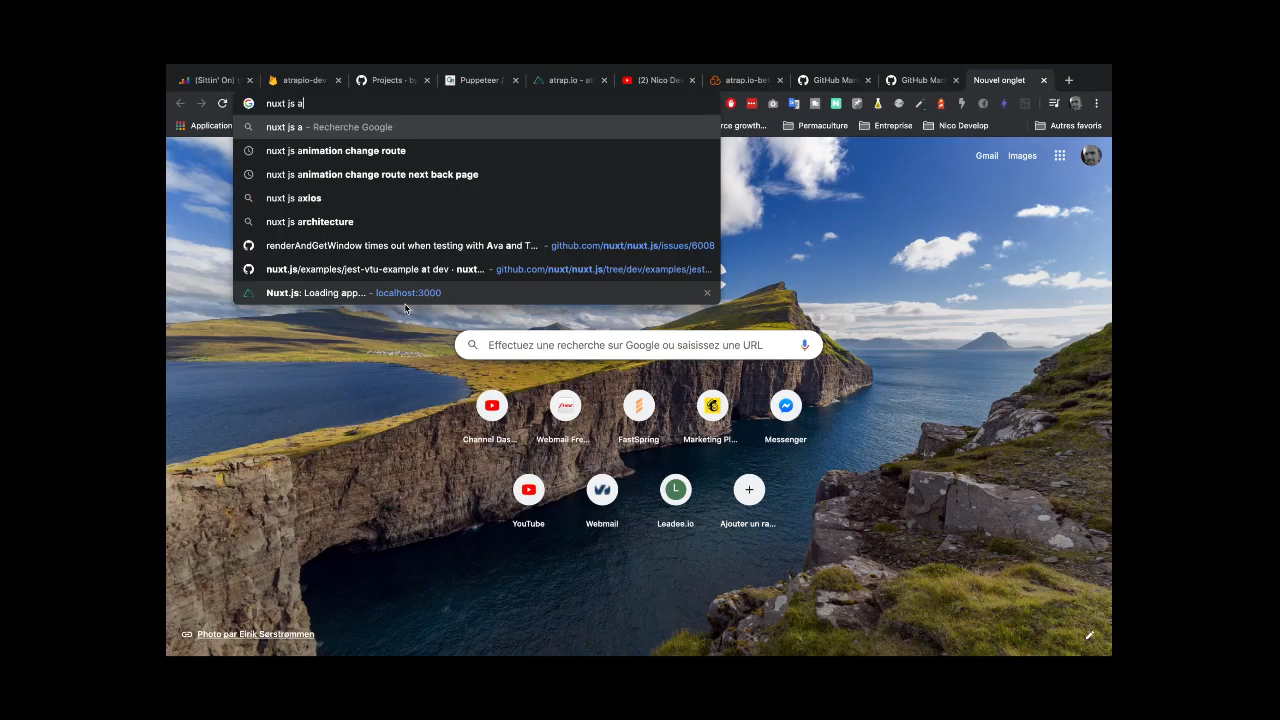 (Sittin' On)
atrapio-dev
Projects · by
Puppeteer
atrap.io - at
(2) Nico De
atrap.io-bet
GitHub Mar
GitHub Mar
Nouvel onglet
nuxt js a
Application
rce growth...
Permaculture
Entreprise
Nico Develop
Autres favoris
nuxt js a - Recherche Google
nuxt js animation change route
nuxt js animation change route next back page
nuxt js axios
nuxt js architecture
renderAndGetWindow times out when testing with Ava and T... - github.com/nuxt/nuxt.js/issues/6008
nuxt.js/examples/jest-vtu-example at dev · nuxt... - github.com/nuxt/nuxt.js/tree/dev/examples/jest...
Nuxt.js: Loading app... - localhost:3000
Gmail
Images
Effectuez une recherche sur Google ou saisissez une URL
Channel Das...
Webmail Fre...
FastSpring
Marketing Pl...
Messenger
YouTube
Webmail
Leadee.io
Ajouter un ra...
Photo par Eirik Sørstrømmen